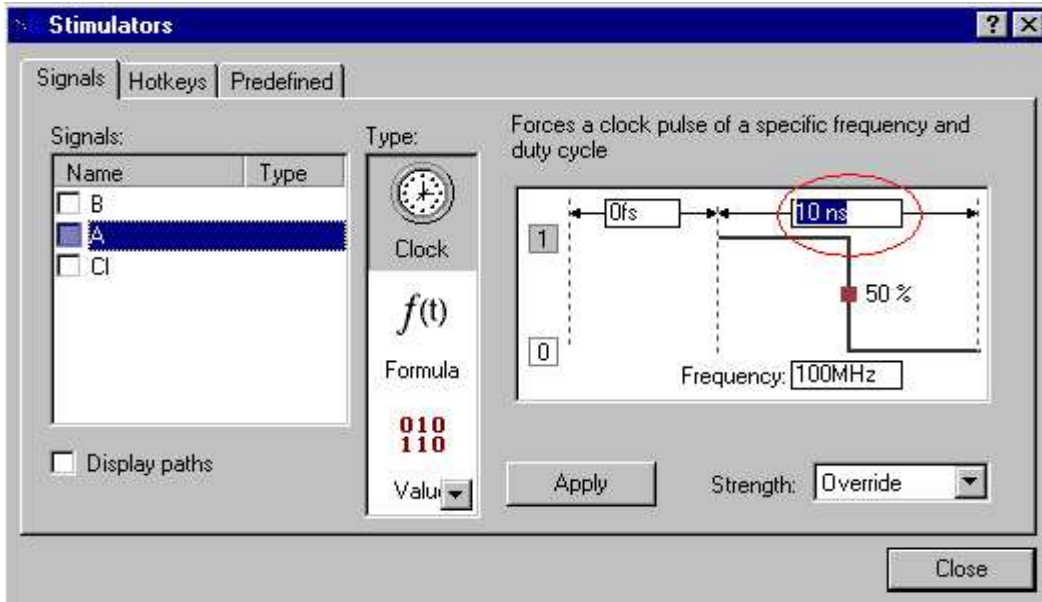 Stimulators
Signals Hotkeys Predefined
Signals:
Name Type
B
A
CI
Display paths
Type:
Clock
f(t)
Formula
010
110
Valu
Forces a clock pulse of a specific frequency and
duty cycle
0fs 10 ns
1
50 %
0
Frequency: 100MHz
Apply
Strength: Override
Close